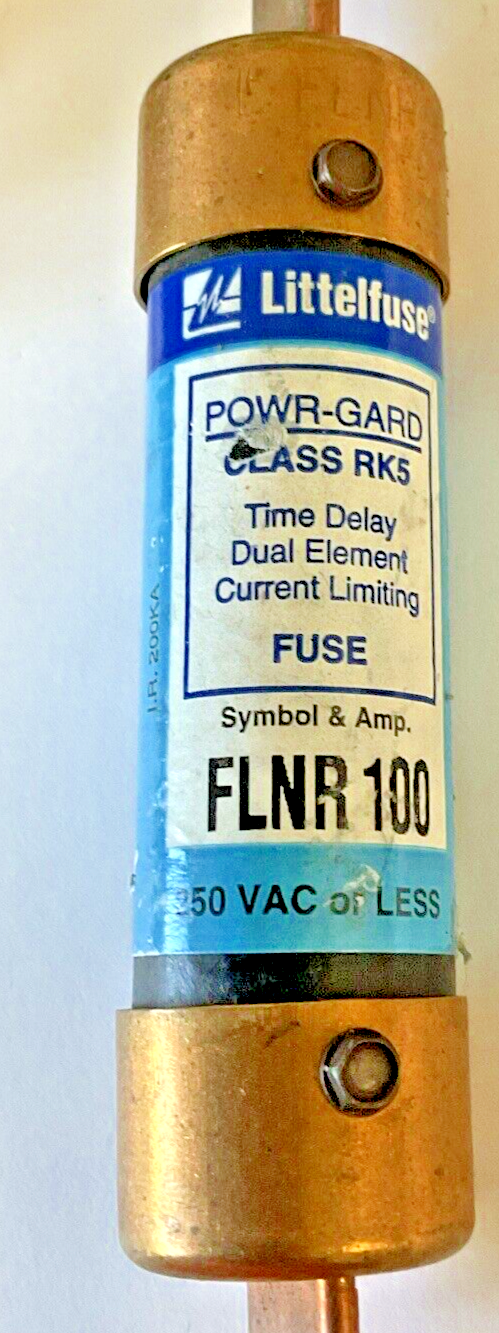 FLNR
Littelfuse®
POWR-GARD
CLASS RK5
Time Delay
Dual Element
Current Limiting
FUSE
Symbol & Amp.
FLNR 100
250 VAC or LESS
I.R. 200KA